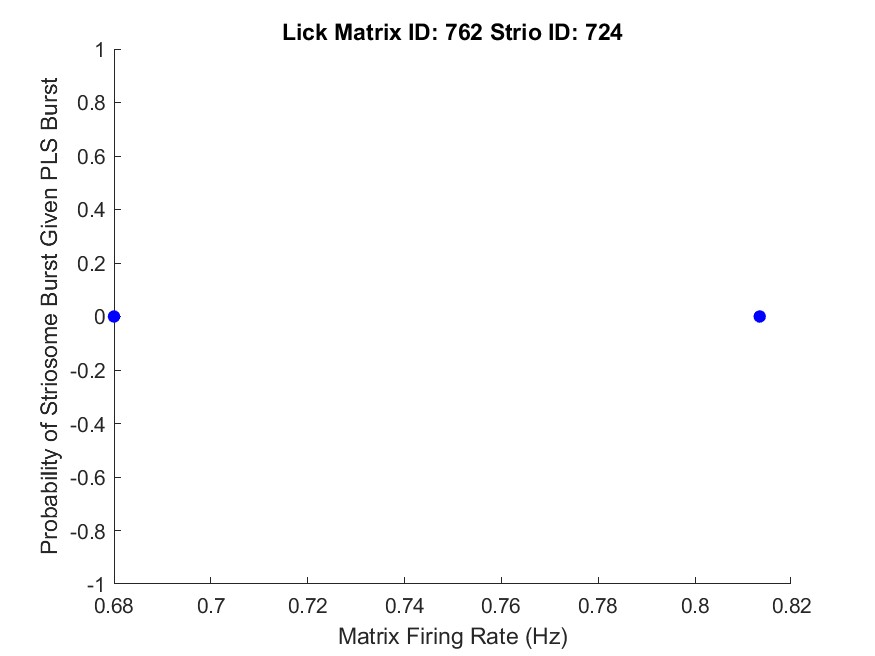 Lick Matrix ID: 762 Strio ID: 724
Probability of Striosome Burst Given PLS Burst
1
0.8
0.6
0.4
0.2
0
-0.2
-0.4
-0.6
-0.8
-1
0.68 0.7 0.72 0.74 0.76 0.78 0.8 0.82
Matrix Firing Rate (Hz)